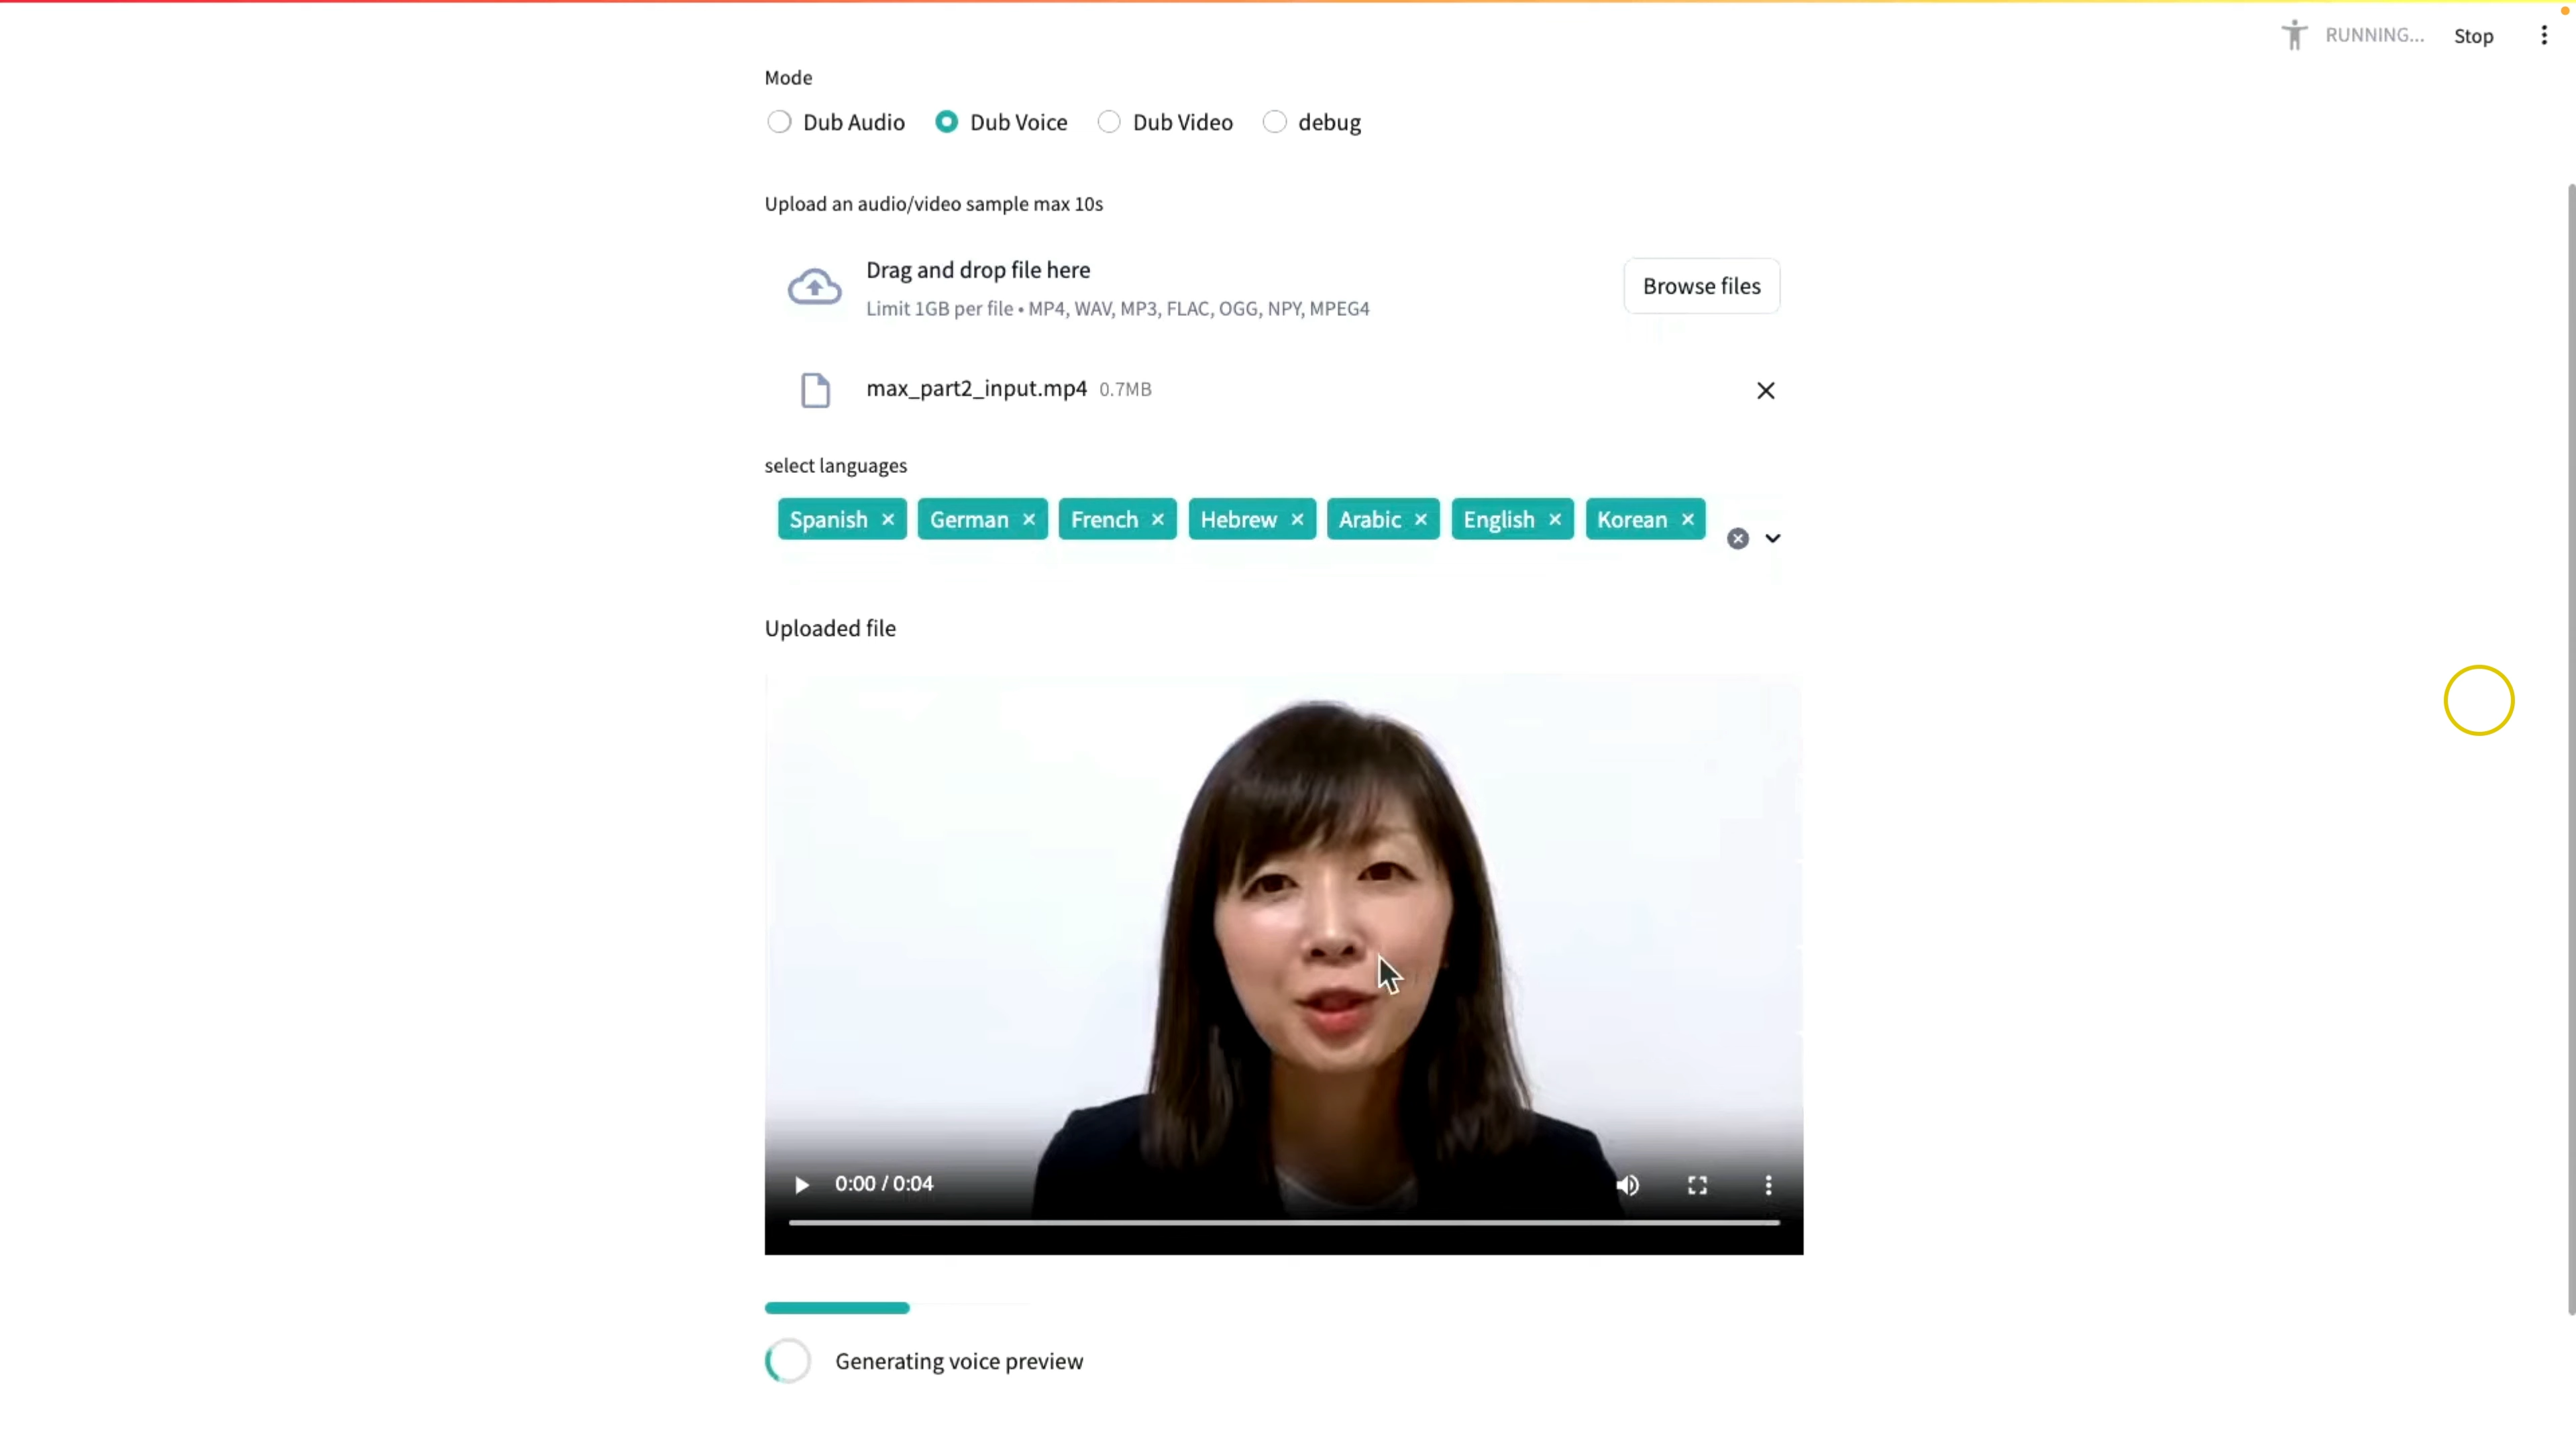 RUNNING...
Stop
Mode
Dub Audio
Dub Voice
Dub Video
debug
Upload an audio/video sample max 10s
Drag and drop file here
Browse files
Limit 1GB per file • MP4, WAV, MP3, FLAC, OGG, NPY, MPEG4
max_part2_input.mp4 0.7MB
select languages
Spanish
German
French
Hebrew
Arabic
English
Korean
Uploaded file
0:00 / 0:04
Generating voice preview